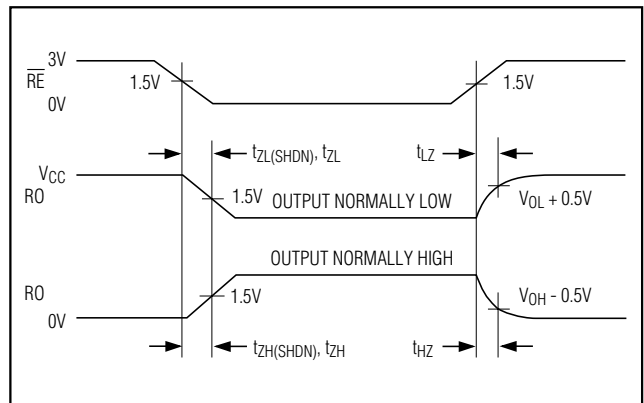 3V
RE
1.5V
1.5V
0V
tZL(SHDN), tZL
tLZ
VCC
RO
1.5V
OUTPUT NORMALLY LOW
VOL + 0.5V
OUTPUT NORMALLY HIGH
RO
1.5V
VOH - 0.5V
0V
tZH(SHDN), tZH
tHZ